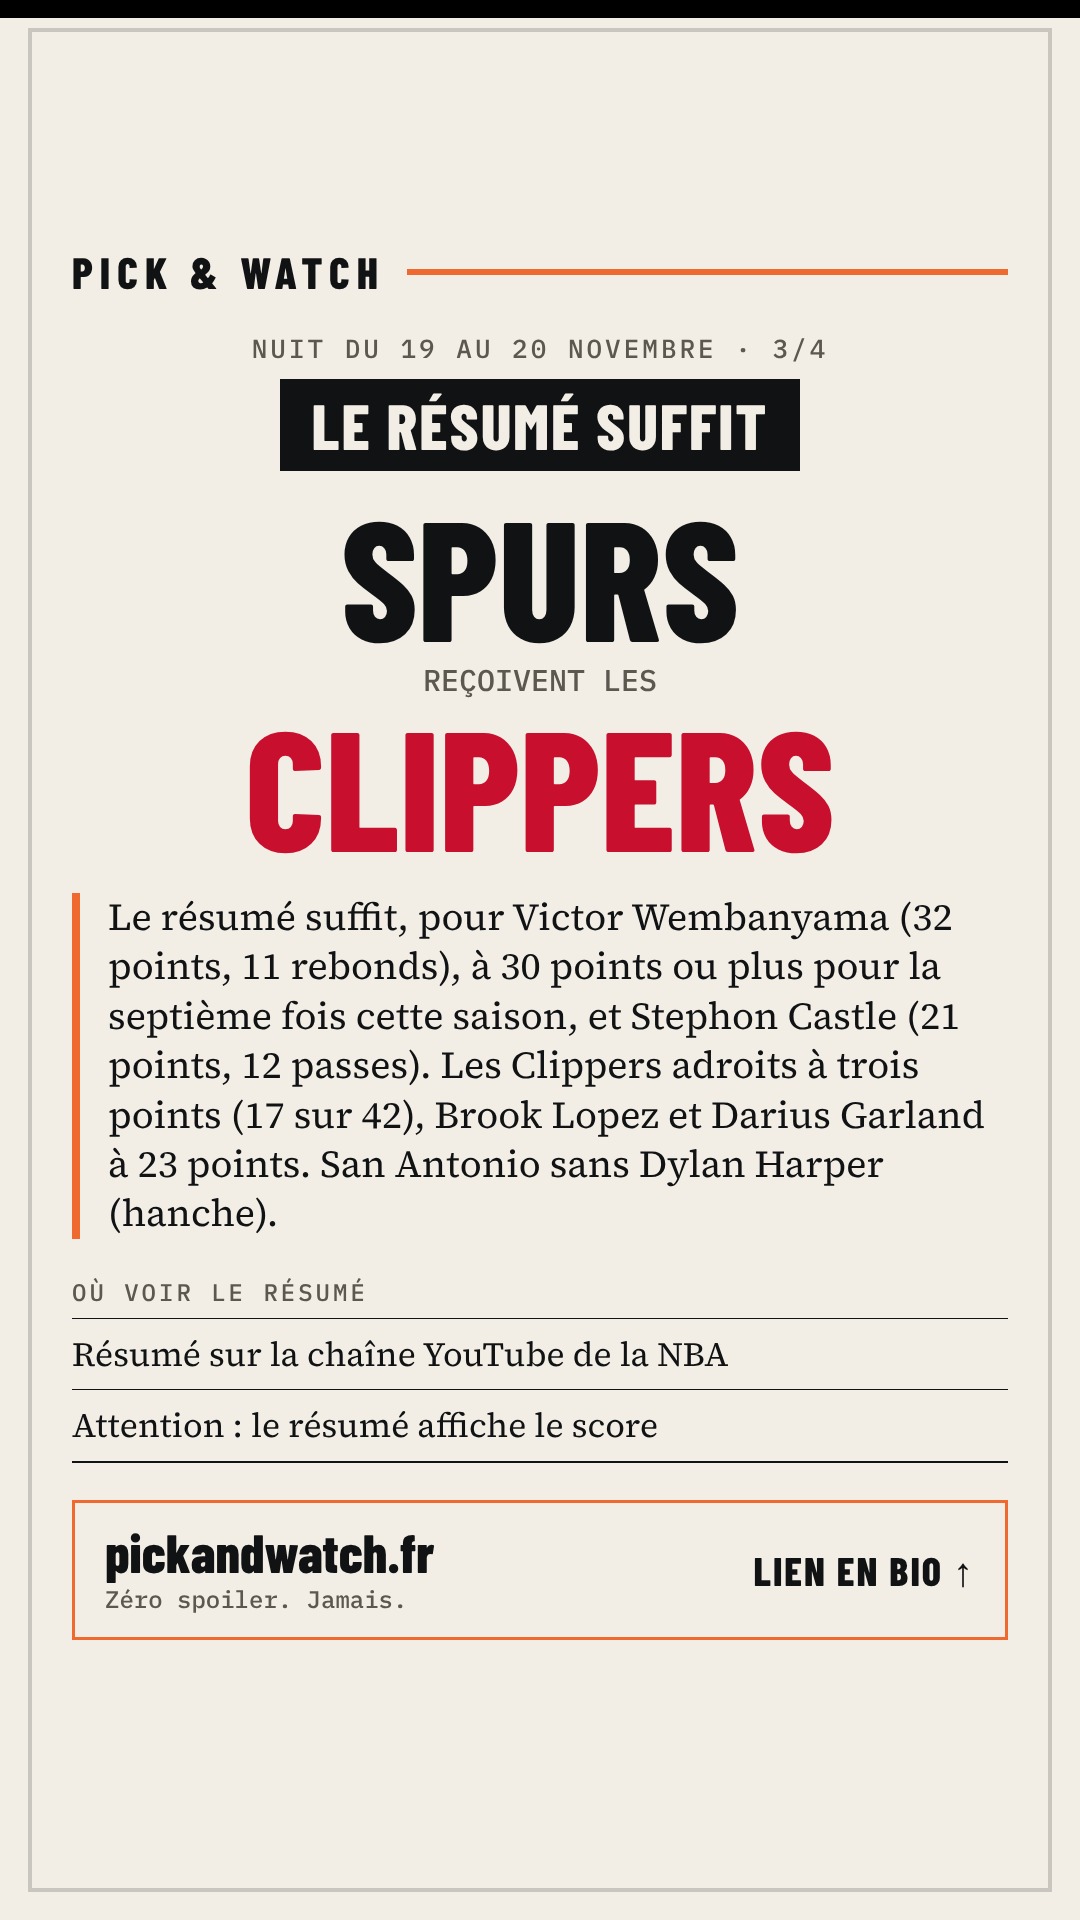 PICK & WATCH
NUIT DU 19 AU 20 NOVEMBRE · 3/4
LE RÉSUMÉ SUFFIT
SPURS
REÇOIVENT LES
CLIPPERS
Le résumé suffit, pour Victor Wembanyama (32
points, 11 rebonds), à 30 points ou plus pour la
septième fois cette saison, et Stephon Castle (21
points, 12 passes). Les Clippers adroits à trois
points (17 sur 42), Brook Lopez et Darius Garland
à 23 points. San Antonio sans Dylan Harper
(hanche).
OÙ VOIR LE RÉSUMÉ
Résumé sur la chaîne YouTube de la NBA
Attention : le résumé affiche le score
pickandwatch.fr
Zéro spoiler. Jamais.
LIEN EN BIO ↑